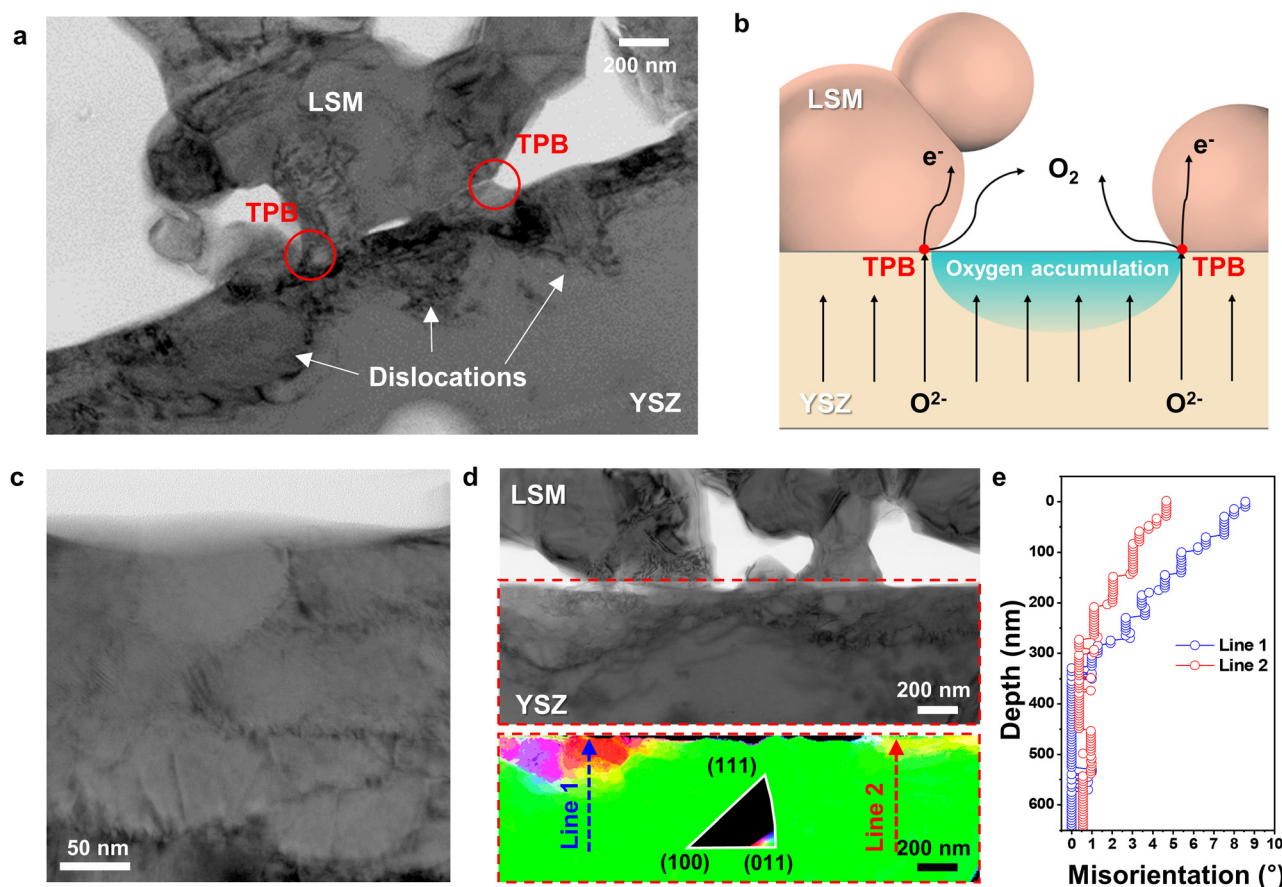 a
200 nm
LSM
TPB
TPB
Dislocations
YSZ
b
LSM
e-
O2
e-
TPB
Oxygen accumulation
TPB
YSZ
O2-
O2-
c
50 nm
d
LSM
YSZ
200 nm
Line 1
(111)
(100)
(011)
Line 2
200 nm
e
Depth (nm)
0
100
200
300
400
500
600
Line 1
Line 2
0 1 2 3 4 5 6 7 8 9 10
Misorientation (°)